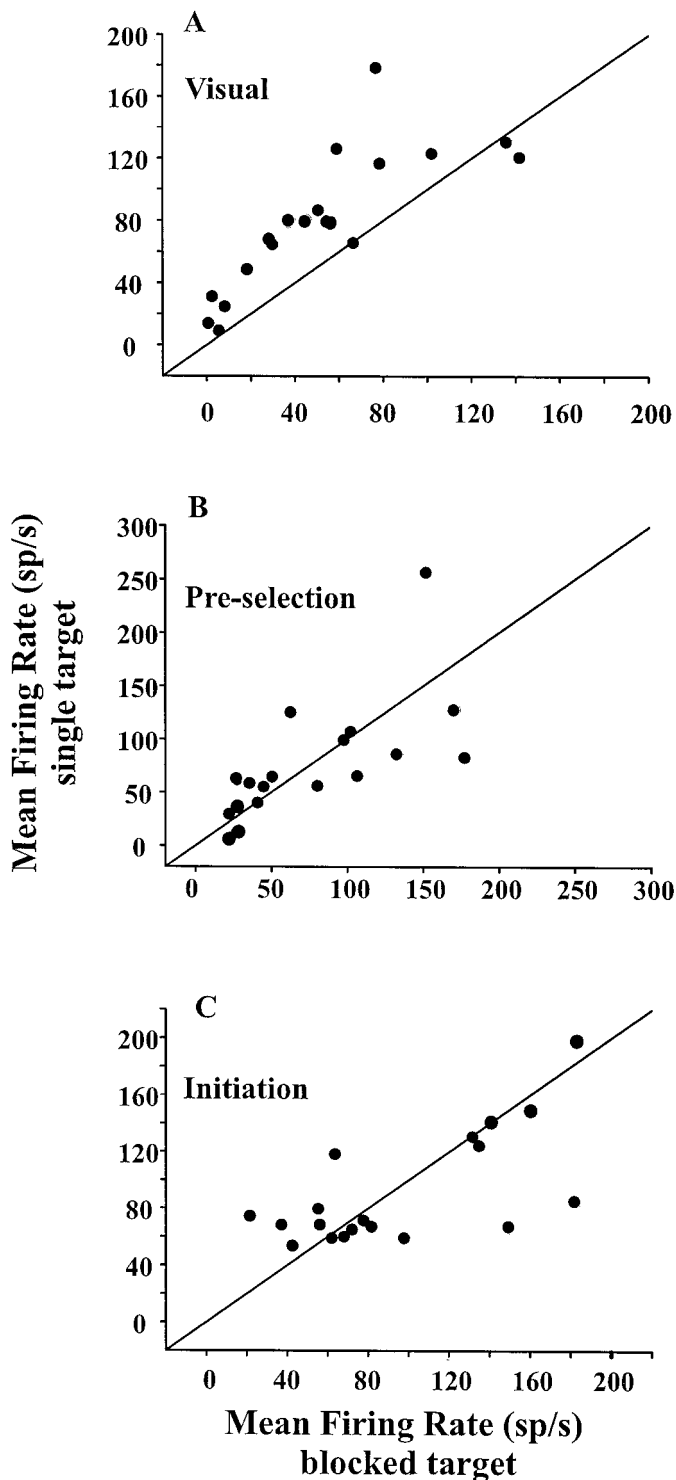 A
Visual
200
160
120
80
40
0
0 40 80 120 160 200
B
Pre-selection
300
250
200
150
100
50
0
0 50 100 150 200 250 300
Mean Firing Rate (sp/s)
single target
C
Initiation
200
160
120
80
40
0
0 40 80 120 160 200
Mean Firing Rate (sp/s)
blocked target